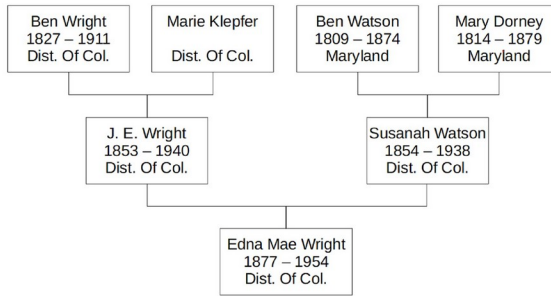 Ben Wright
1827 – 1911
Dist. Of Col.
Marie Klepfer
Dist. Of Col.
Ben Watson
1809 – 1874
Maryland
Mary Dorney
1814 – 1879
Maryland
J. E. Wright
1853 – 1940
Dist. Of Col.
Susanah Watson
1854 – 1938
Dist. Of Col.
Edna Mae Wright
1877 – 1954
Dist. Of Col.